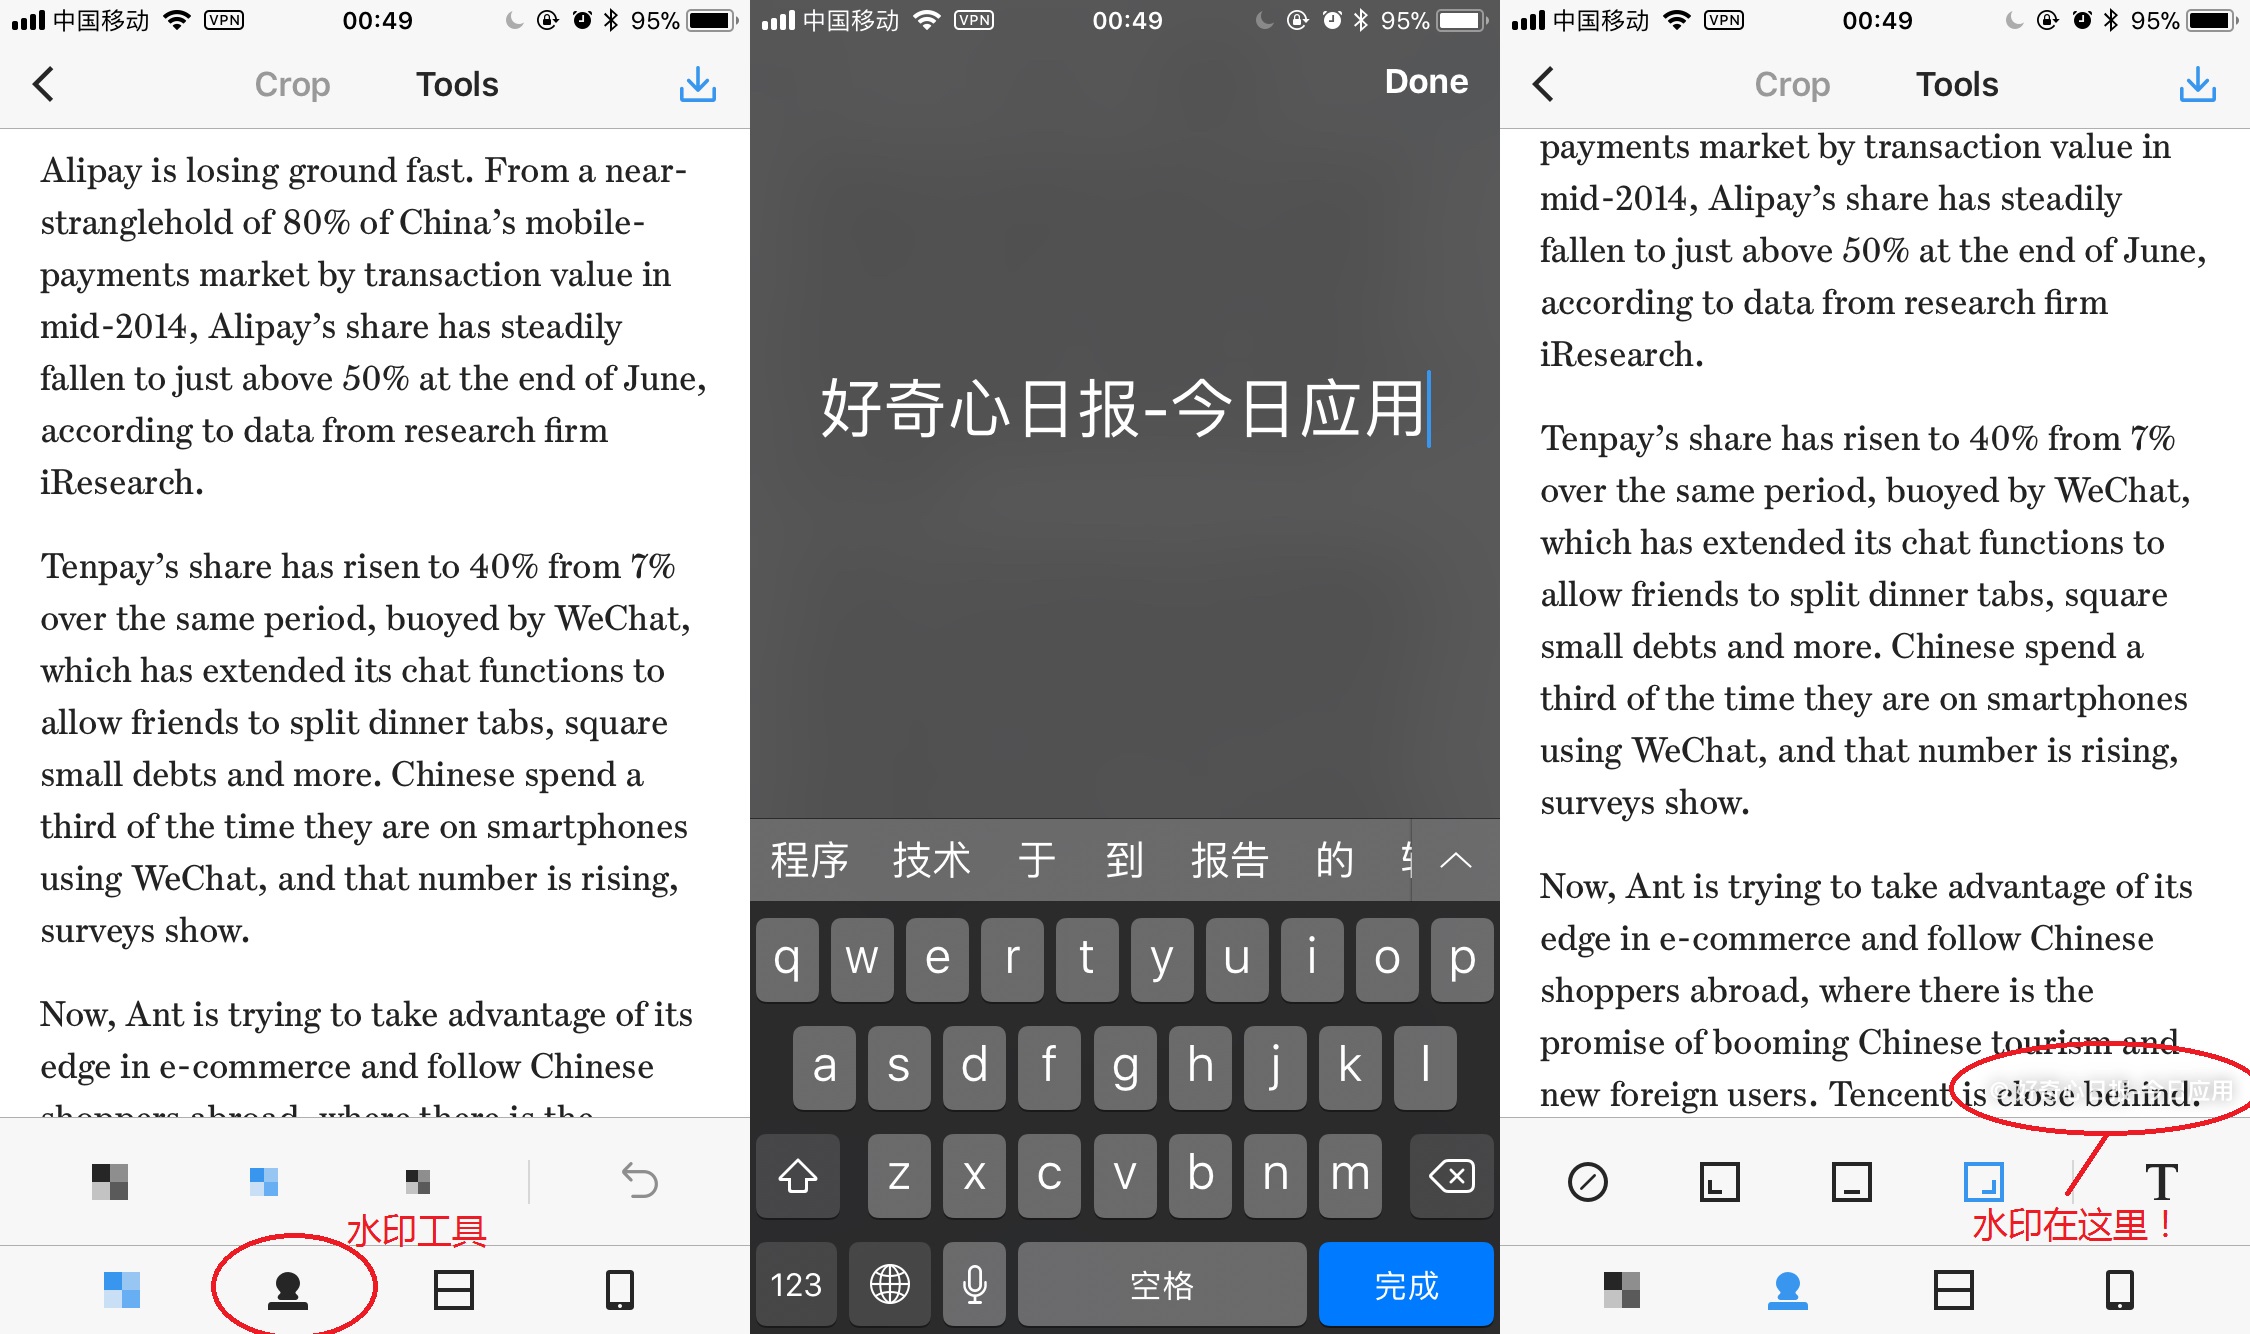 中国移动 VPN 00:49 95%
Crop Tools
Alipay is losing ground fast. From a near-
stranglehold of 80% of China’s mobile-
payments market by transaction value in
mid-2014, Alipay’s share has steadily
fallen to just above 50% at the end of June,
according to data from research firm
iResearch.
Tenpay’s share has risen to 40% from 7%
over the same period, buoyed by WeChat,
which has extended its chat functions to
allow friends to split dinner tabs, square
small debts and more. Chinese spend a
third of the time they are on smartphones
using WeChat, and that number is rising,
surveys show.
Now, Ant is trying to take advantage of its
edge in e-commerce and follow Chinese
shoppers abroad, where there is the
水印工具
中国移动 VPN 00:49 95%
Done
好奇心日报-今日应用
程序 技术 于 到 报告 的
q w e r t y u i o p
a s d f g h j k l
z x c v b n m
123 空格 完成
中国移动 VPN 00:49 95%
Crop Tools
payments market by transaction value in
mid-2014, Alipay’s share has steadily
fallen to just above 50% at the end of June,
according to data from research firm
iResearch.
Tenpay’s share has risen to 40% from 7%
over the same period, buoyed by WeChat,
which has extended its chat functions to
allow friends to split dinner tabs, square
small debts and more. Chinese spend a
third of the time they are on smartphones
using WeChat, and that number is rising,
surveys show.
Now, Ant is trying to take advantage of its
edge in e-commerce and follow Chinese
shoppers abroad, where there is the
promise of booming Chinese tourism and
new foreign users. Tencent is close behind.
@好奇心日报-今日应用
T
水印在这里！